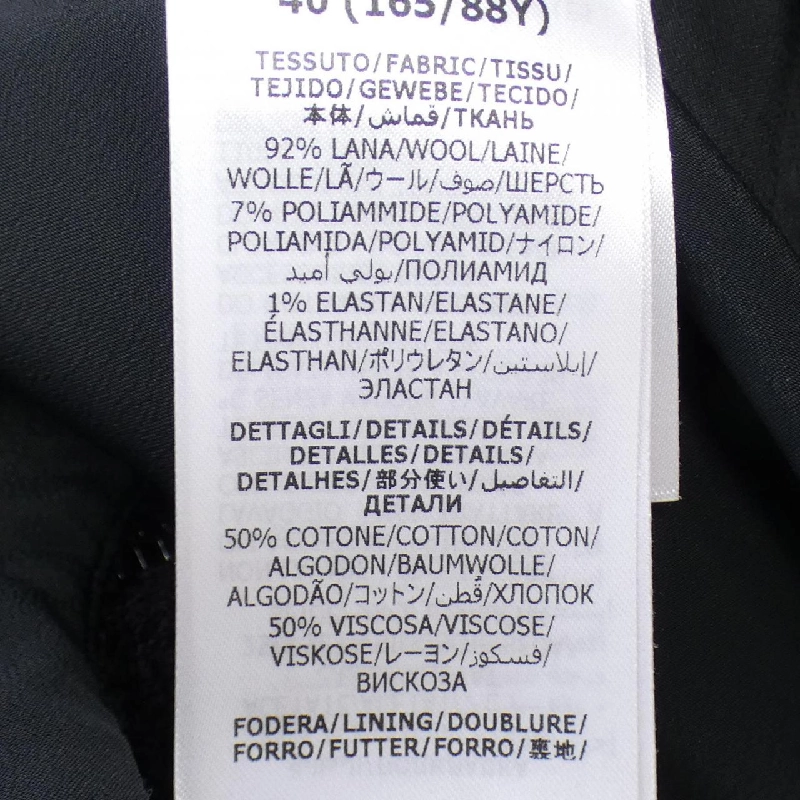 40 (165/88Y)
TESSUTO/FABRIC/TISSU/
TEJIDO/GEWEBE/TECIDO/
本体/قماش/ТКАНЬ
92% LANA/WOOL/LAINE/
WOLLE/LÃ/ウール/صوف/ШЕРСТЬ
7% POLIAMMIDE/POLYAMIDE/
POLIAMIDA/POLYAMID/ナイロン/
بولي أميد/ПОЛИАМИД
1% ELASTAN/ELASTANE/
ÉLASTHANNE/ELASTANO/
ELASTHAN/ポリウレタン/إيلاستين/
ЭЛАСТАН
DETTAGLI/DETAILS/DÉTAILS/
DETALLES/DETAILS/
DETALHES/部分使い/التفاصيل/
ДЕТАЛИ
50% COTONE/COTTON/COTON/
ALGODON/BAUMWOLLE/
ALGODÃO/コットン/قُطن/ХЛОПОК
50% VISCOSA/VISCOSE/
VISKOSE/レーヨン/فسكوز/
ВИСКОЗА
FODERA/LINING/DOUBLURE/
FORRO/FUTTER/FORRO/裏地/